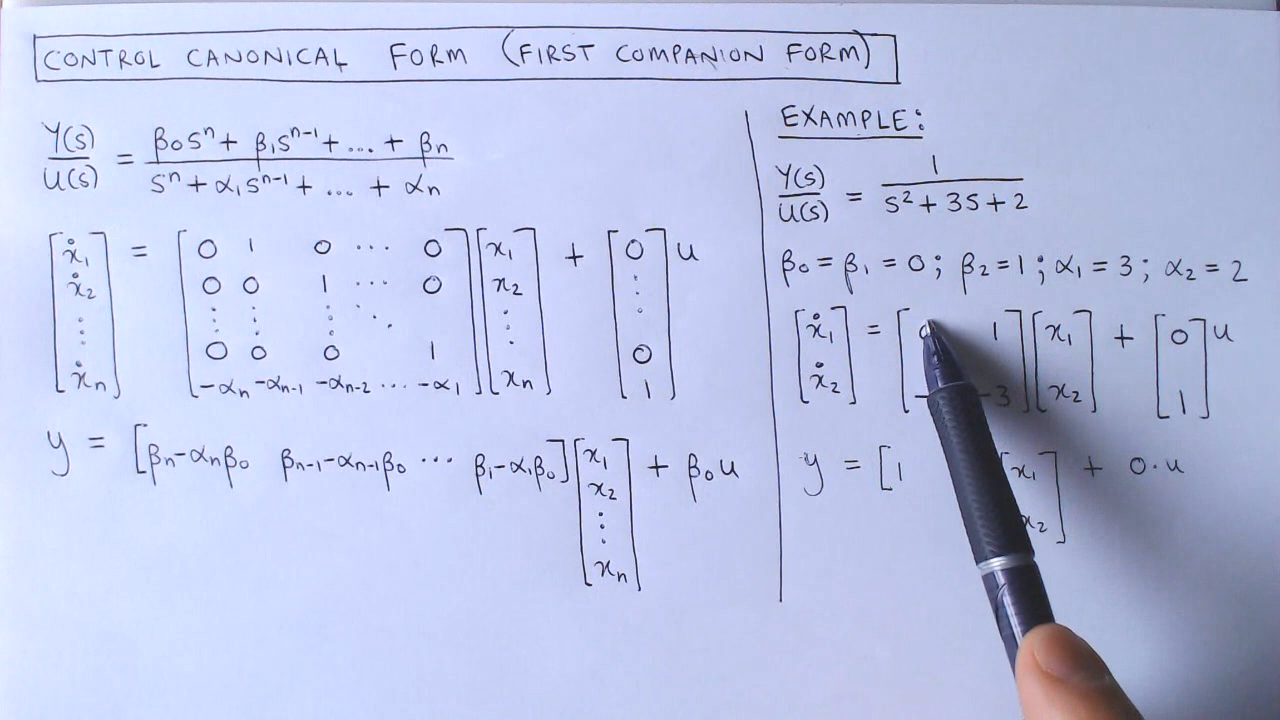 CONTROL CANONICAL FORM (FIRST COMPANION FORM)
Y(s)/U(s) = (β0s^n + β1s^n-1 + ... + βn)/(s^n + α1s^n-1 + ... + αn)
[ẋ1 ẋ2 ⋮ ẋn] = [0 1 0 ... 0; 0 0 1 ... 0; ⋮ ⋮ ⋮ ⋱; 0 0 0 1; -αn -αn-1 -αn-2 ... -α1] [x1 x2 ⋮ xn] + [0 ⋮ 0 1] u
y = [βn-αnβ0 βn-1-αn-1β0 ... β1-α1β0] [x1 x2 ⋮ xn] + β0u
EXAMPLE:
Y(s)/U(s) = 1/(s^2 + 3s + 2)
β0 = β1 = 0; β2 = 1; α1 = 3; α2 = 2
[ẋ1 ẋ2] = [0 1; - -3] [x1 x2] + [0 1] u
y = [1 [x1 x2] + 0·u